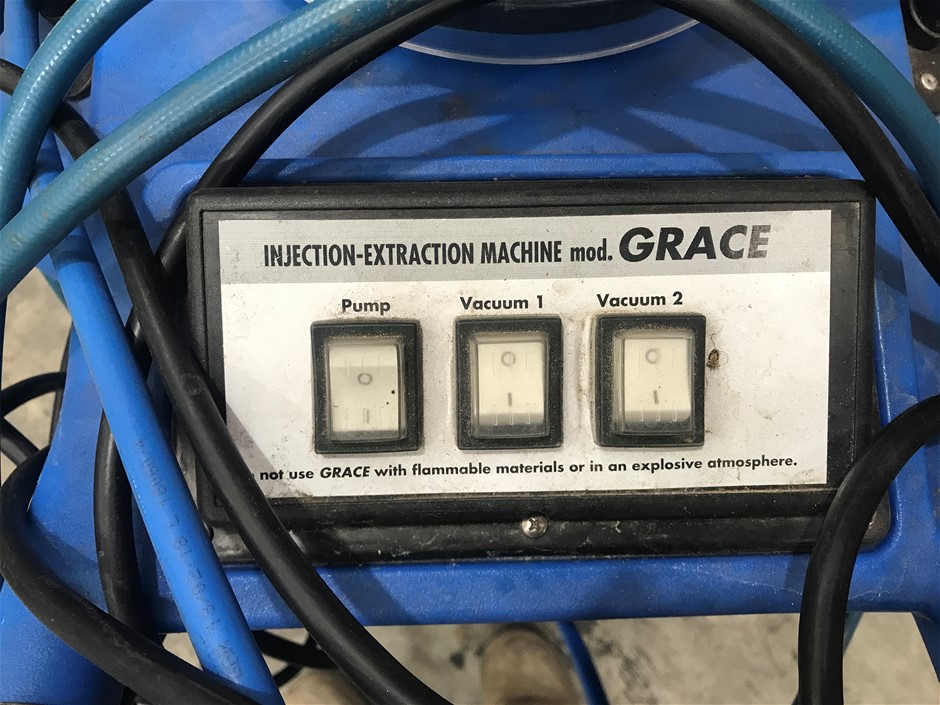 INJECTION-EXTRACTION MACHINE mod. GRACE
Pump Vacuum 1 Vacuum 2
O O O
I I I
not use GRACE with flammable materials or in an explosive atmosphere.